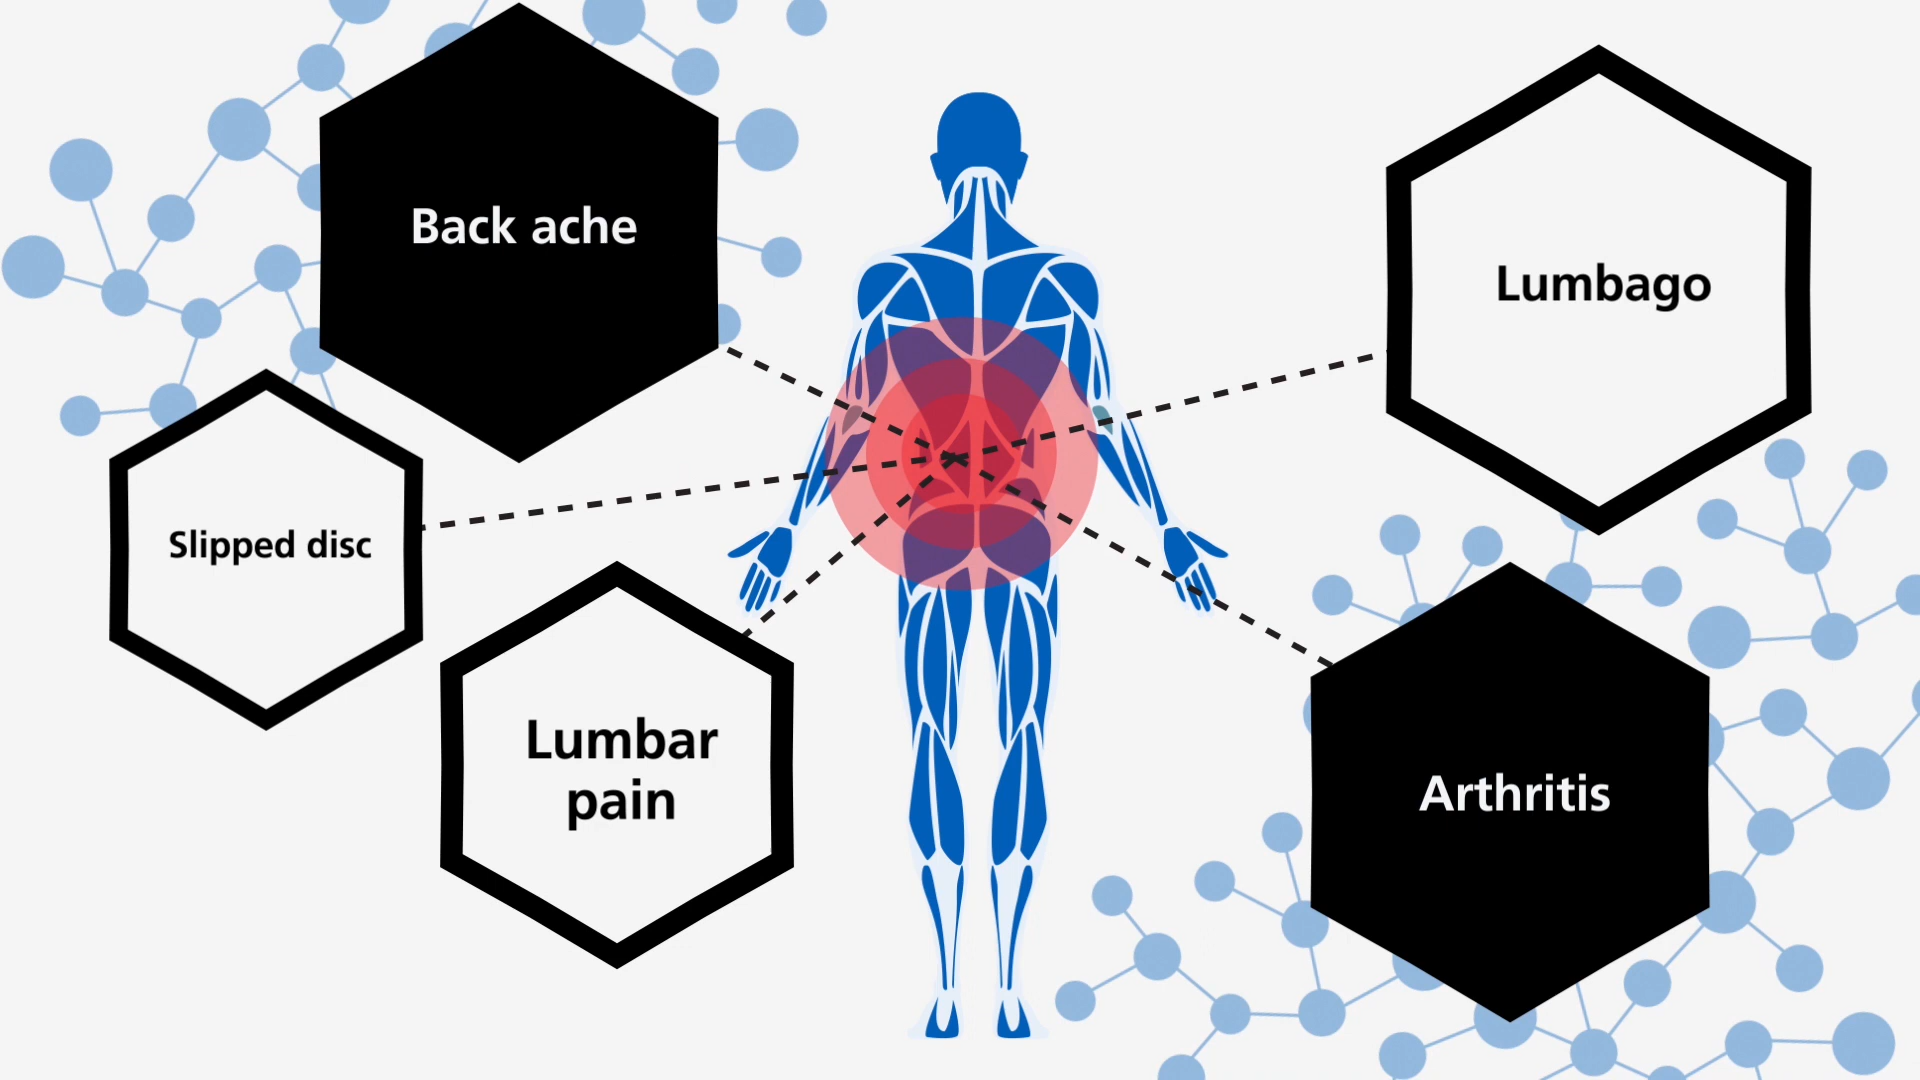 Back ache
Lumbago
Slipped disc
Lumbar
pain
Arthritis